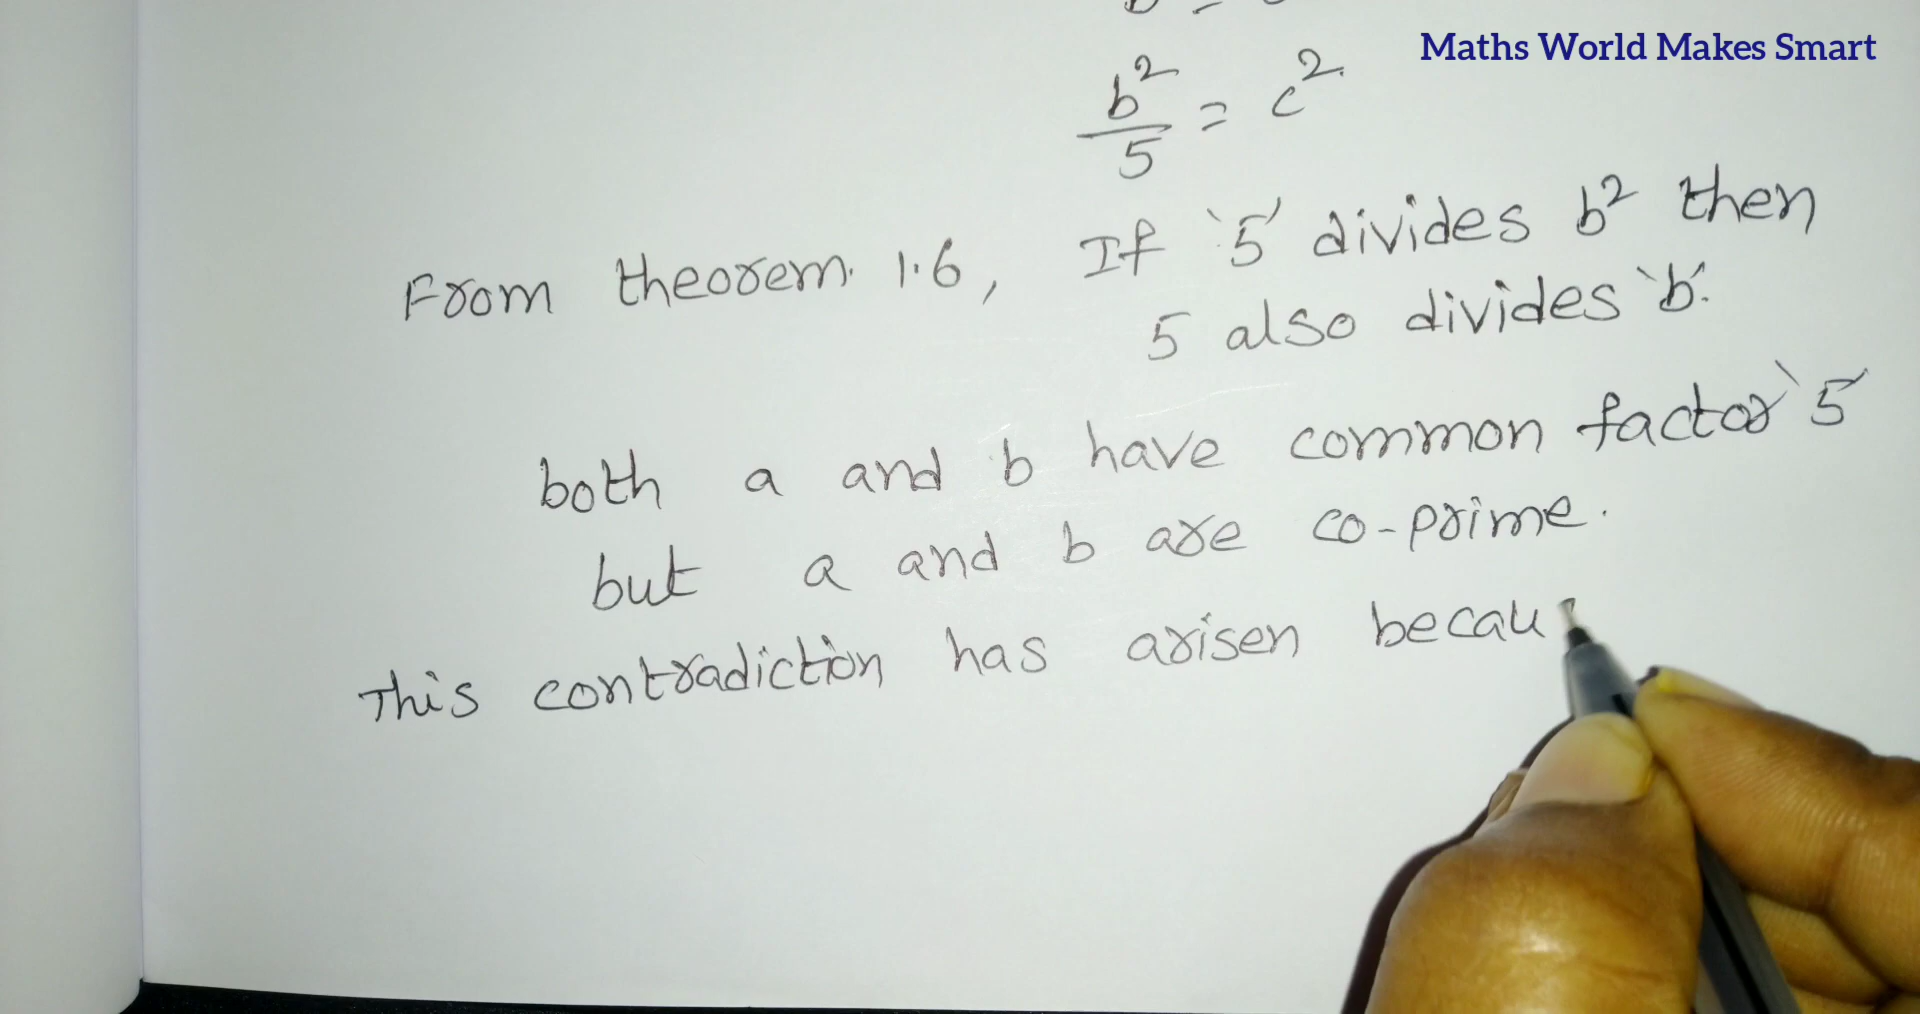 Maths World Makes Smart
b²/5 = c²
From theorem 1.6, If '5' divides b² then
5 also divides 'b'.
both a and b have common factor '5'
but a and b are co-prime.
This contradiction has arisen becau